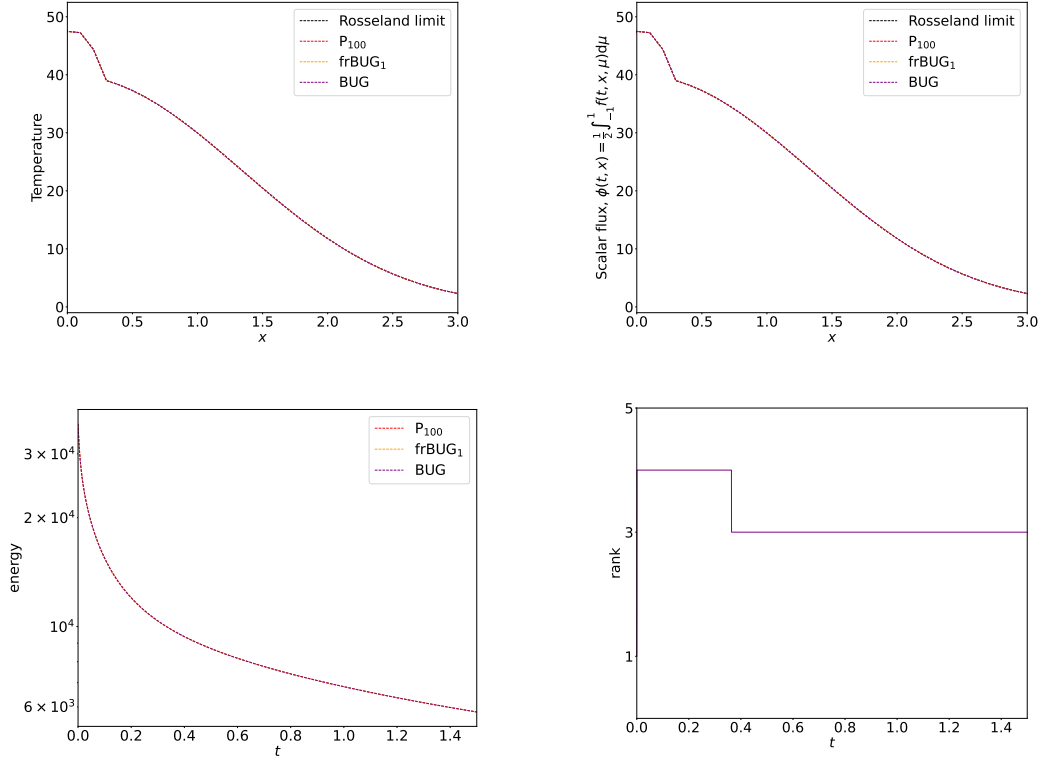 Temperature
50
40
30
20
10
0
0.0 0.5 1.0 1.5 2.0 2.5 3.0
x
Rosseland limit
P₁₀₀
frBUG₁
BUG
Scalar flux, ϕ(t, x) = ½∫₋₁¹ f(t, x, μ)dμ
50
40
30
20
10
0
0.0 0.5 1.0 1.5 2.0 2.5 3.0
x
Rosseland limit
P₁₀₀
frBUG₁
BUG
energy
3 × 10⁴
2 × 10⁴
10⁴
6 × 10³
0.0 0.2 0.4 0.6 0.8 1.0 1.2 1.4
t
P₁₀₀
frBUG₁
BUG
rank
5
3
1
0.0 0.2 0.4 0.6 0.8 1.0 1.2 1.4
t